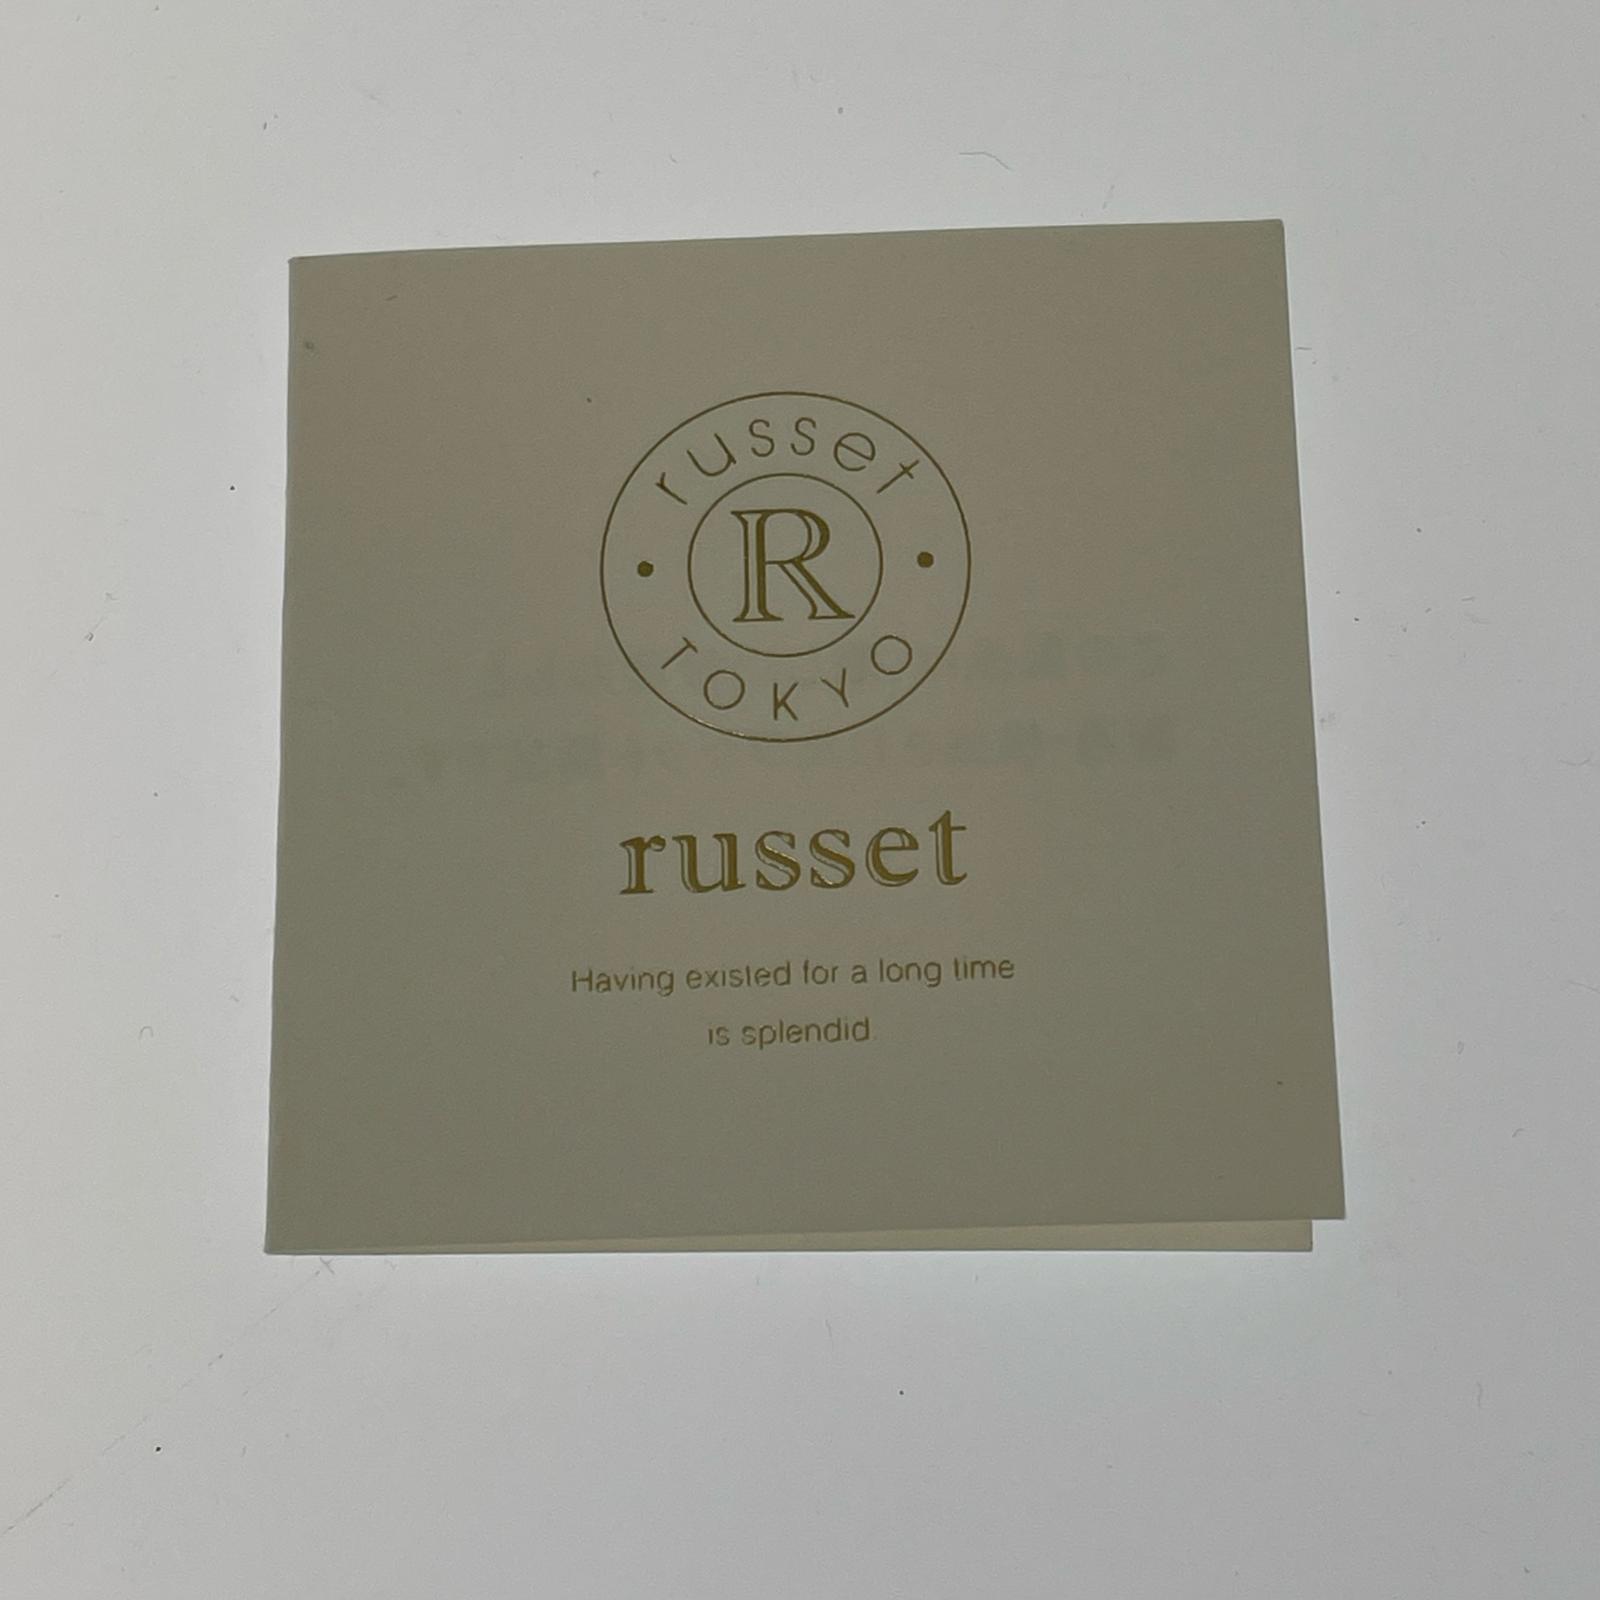 russet
R
TOKYO
russet
Having existed for a long time
is splendid.